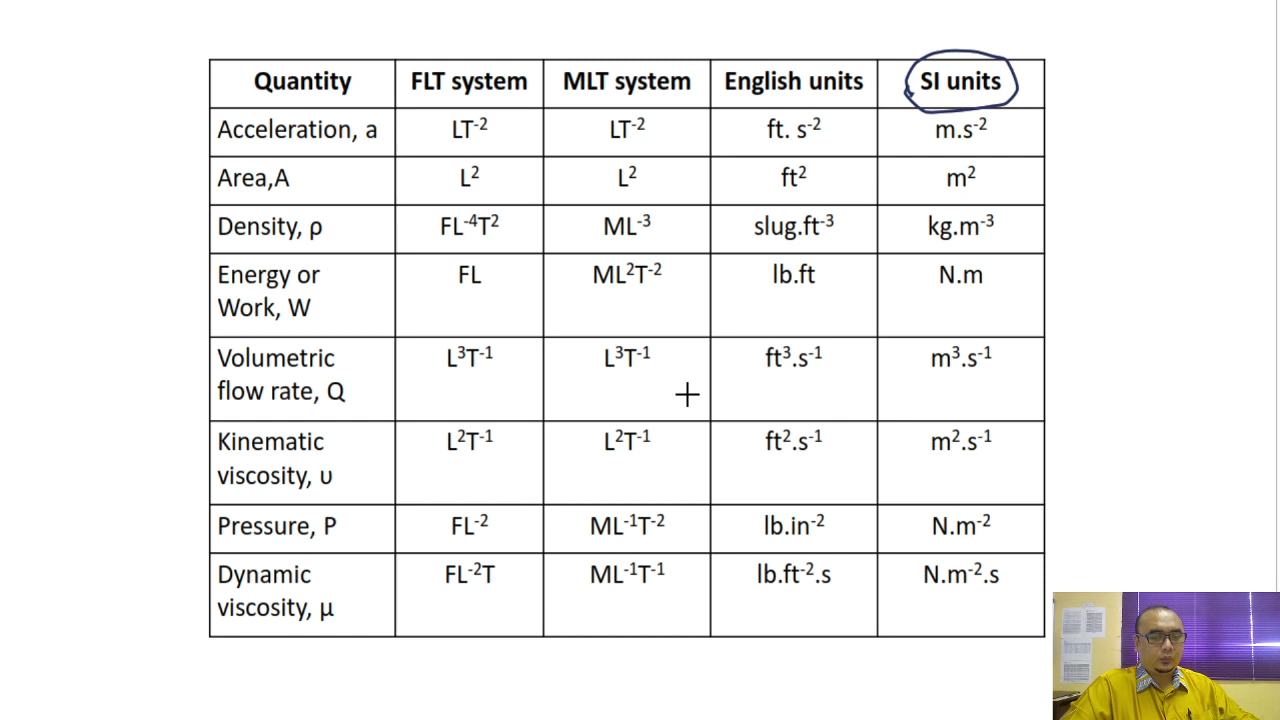 Quantity FLT system MLT system English units SI units
Acceleration, a LT-2 LT-2 ft. s-2 m.s-2
Area,A L2 L2 ft2 m2
Density, ρ FL-4T2 ML-3 slug.ft-3 kg.m-3
Energy or FL ML2T-2 lb.ft N.m
Work, W
Volumetric L3T-1 L3T-1 ft3.s-1 m3.s-1
flow rate, Q
Kinematic L2T-1 L2T-1 ft2.s-1 m2.s-1
viscosity, υ
Pressure, P FL-2 ML-1T-2 lb.in-2 N.m-2
Dynamic FL-2T ML-1T-1 lb.ft-2.s N.m-2.s
viscosity, μ